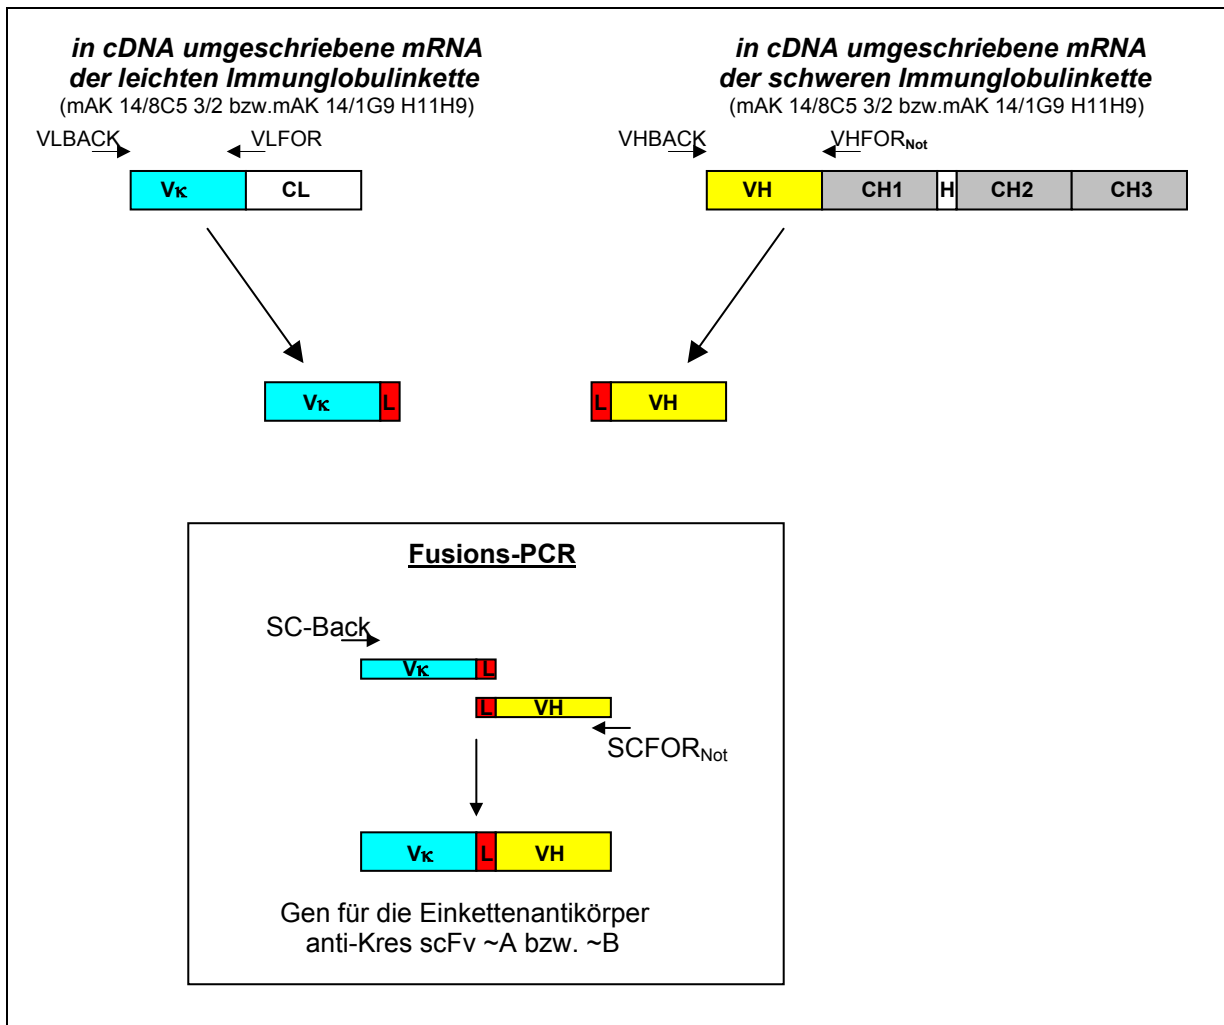 in cDNA umgeschriebene mRNA
der leichten Immunglobulinkette
(mAK 14/8C5 3/2 bzw.mAK 14/1G9 H11H9)
VLBACK
VLFOR
Vκ
CL
in cDNA umgeschriebene mRNA
der schweren Immunglobulinkette
(mAK 14/8C5 3/2 bzw.mAK 14/1G9 H11H9)
VHBACK
VHFORNot
VH
CH1
H
CH2
CH3
Vκ
L
L
VH
Fusions-PCR
SC-Back
Vκ
L
L
VH
SCFORNot
Vκ
L
VH
Gen für die Einkettenantikörper
anti-Kres scFv ~A bzw. ~B